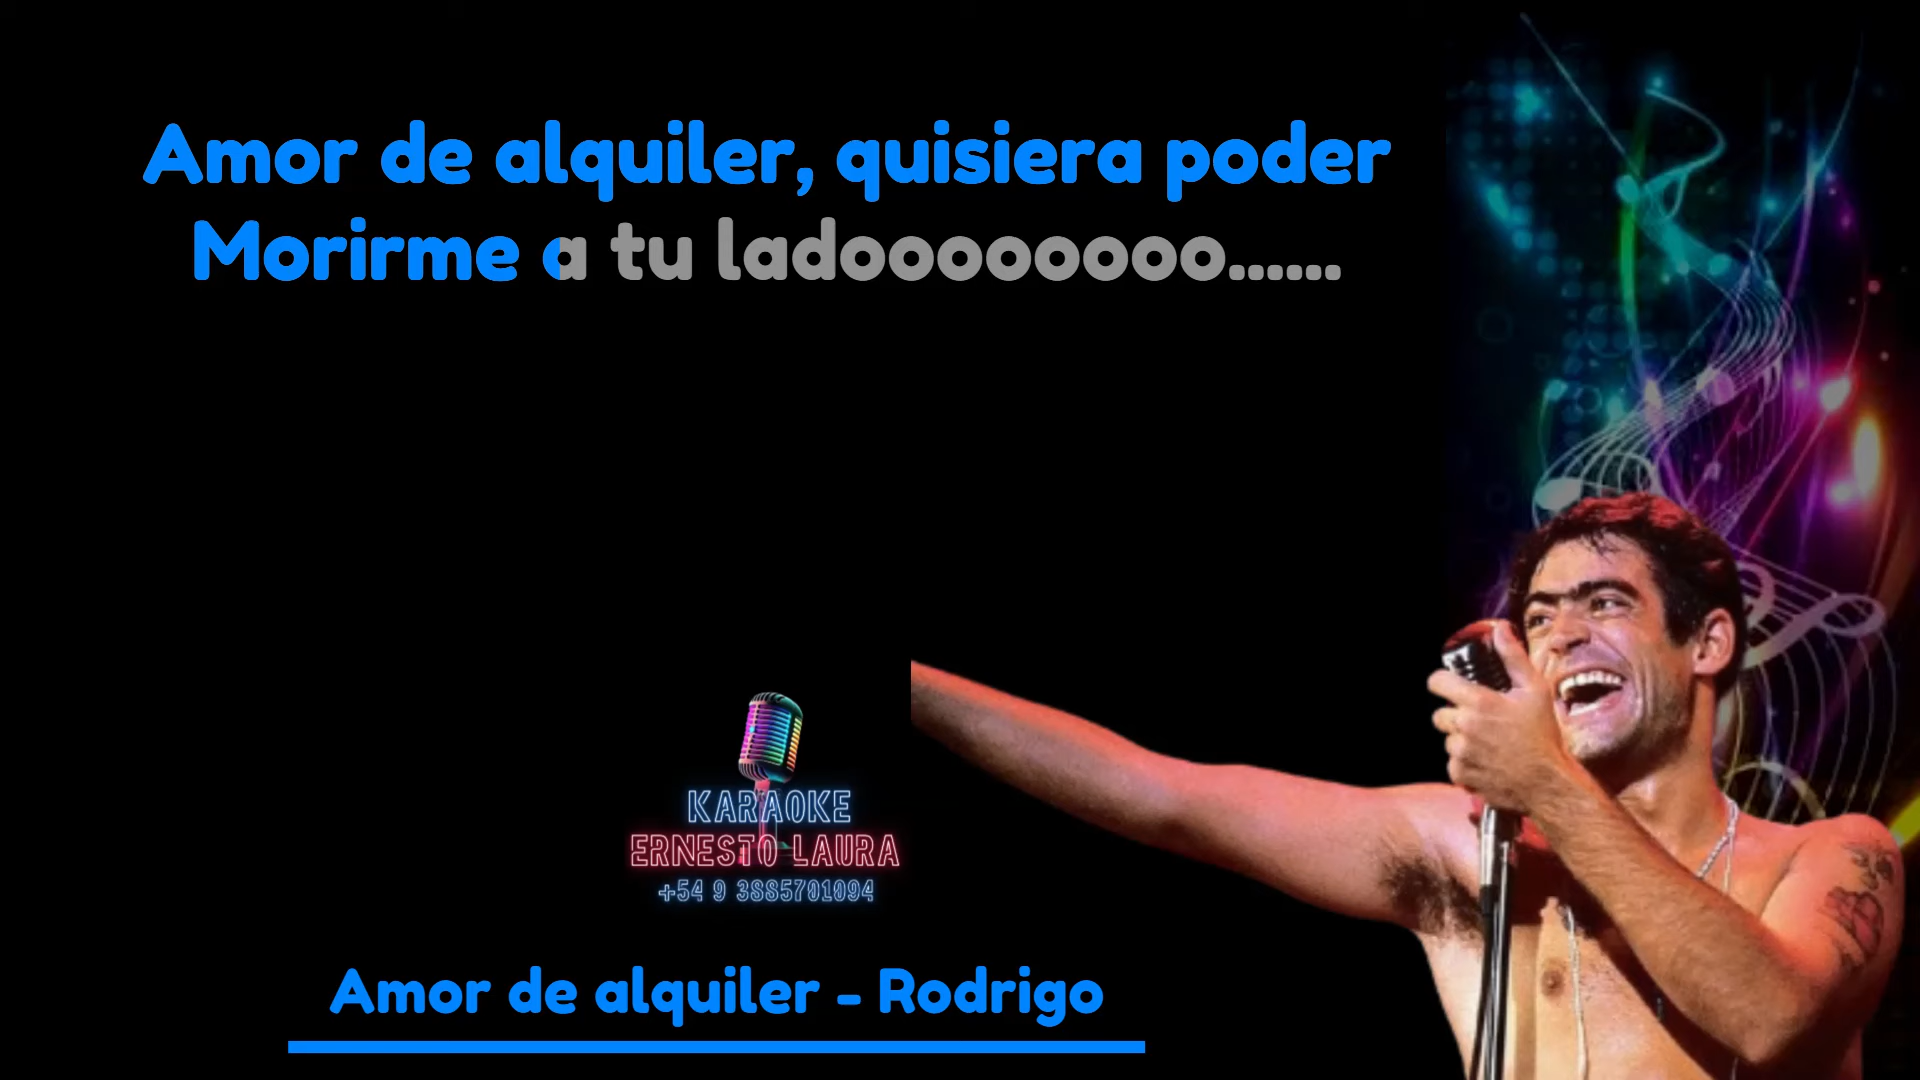 Amor de alquiler, quisiera poder
Morirme a tu ladooooooooo......
KARAOKE
ERNESTO LAURA
+54 9 3885701094
Amor de alquiler - Rodrigo